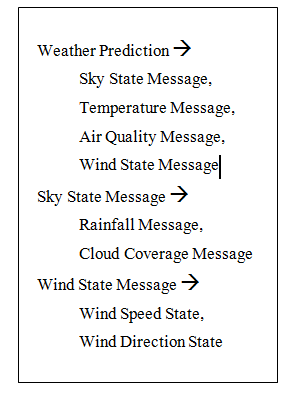 Weather Prediction →
Sky State Message,
Temperature Message,
Air Quality Message,
Wind State Message
Sky State Message →
Rainfall Message,
Cloud Coverage Message
Wind State Message →
Wind Speed State,
Wind Direction State